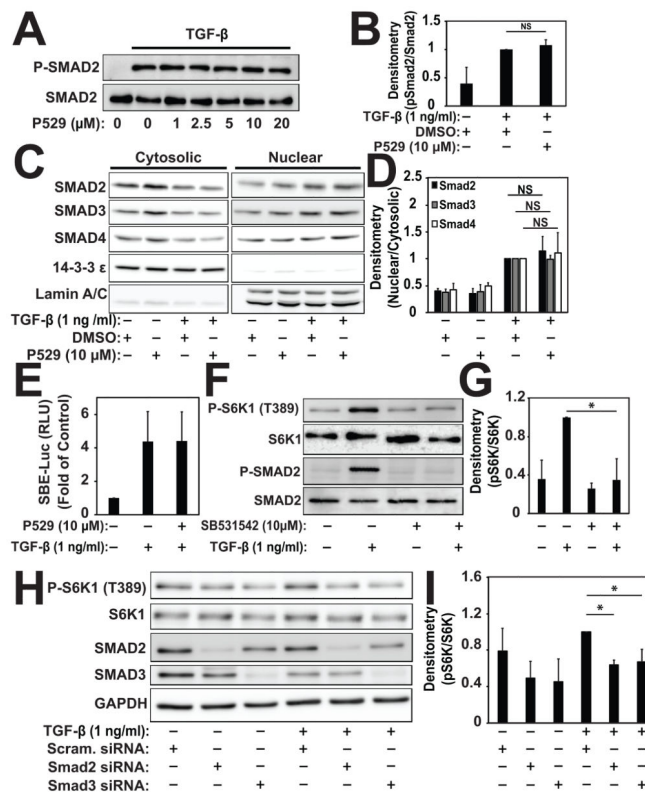 A
TGF-β
P-SMAD2
SMAD2
P529 (μM) 0 0 1 2.5 5 10 20
B
Densitometry
(pSmad2/Smad2)
1.5
1
0.5
0
NS
TGF-β (1 ng/ml) – + +
DMSO: + + –
P529 (10 μM) – – +
C
Cytosolic Nuclear
SMAD2
SMAD3
SMAD4
14-3-3 ε
Lamin A/C
TGF-β (1 ng /ml): – – + + – – + +
DMSO: + – + – + – + –
P529 (10 μM): – + – + – + – +
D
Densitometry
(Nuclear/Cytosolic)
2.5
2
1.5
1
0.5
0
Smad2
Smad3
Smad4
NS
NS
NS
– – + +
+ – + –
– + – +
E
SBE-Luc (RLU)
(Fold of Control)
8
6
4
2
0
P529 (10 μM) – – +
TGF-β (1 ng/ml) – + +
F
P-S6K1 (T389)
S6K1
P-SMAD2
SMAD2
SB531542 (10μM) – – + +
TGF-β (1 ng/ml) – + – +
G
Densitometry
(pS6K/S6K)
1.2
0.8
0.4
0
*
– – + +
– + – +
H
P-S6K1 (T389)
S6K1
SMAD2
SMAD3
GAPDH
TGF-β (1 ng/ml): – – – + + +
Scram. siRNA: + – – + – –
Smad2 siRNA: – + – – + –
Smad3 siRNA: – – + – – +
I
Densitometry
(pS6K/S6K)
1.6
1.2
0.8
0.4
0
*
*
– – – + + +
+ – – + – –
– + – – + –
– – + – – +